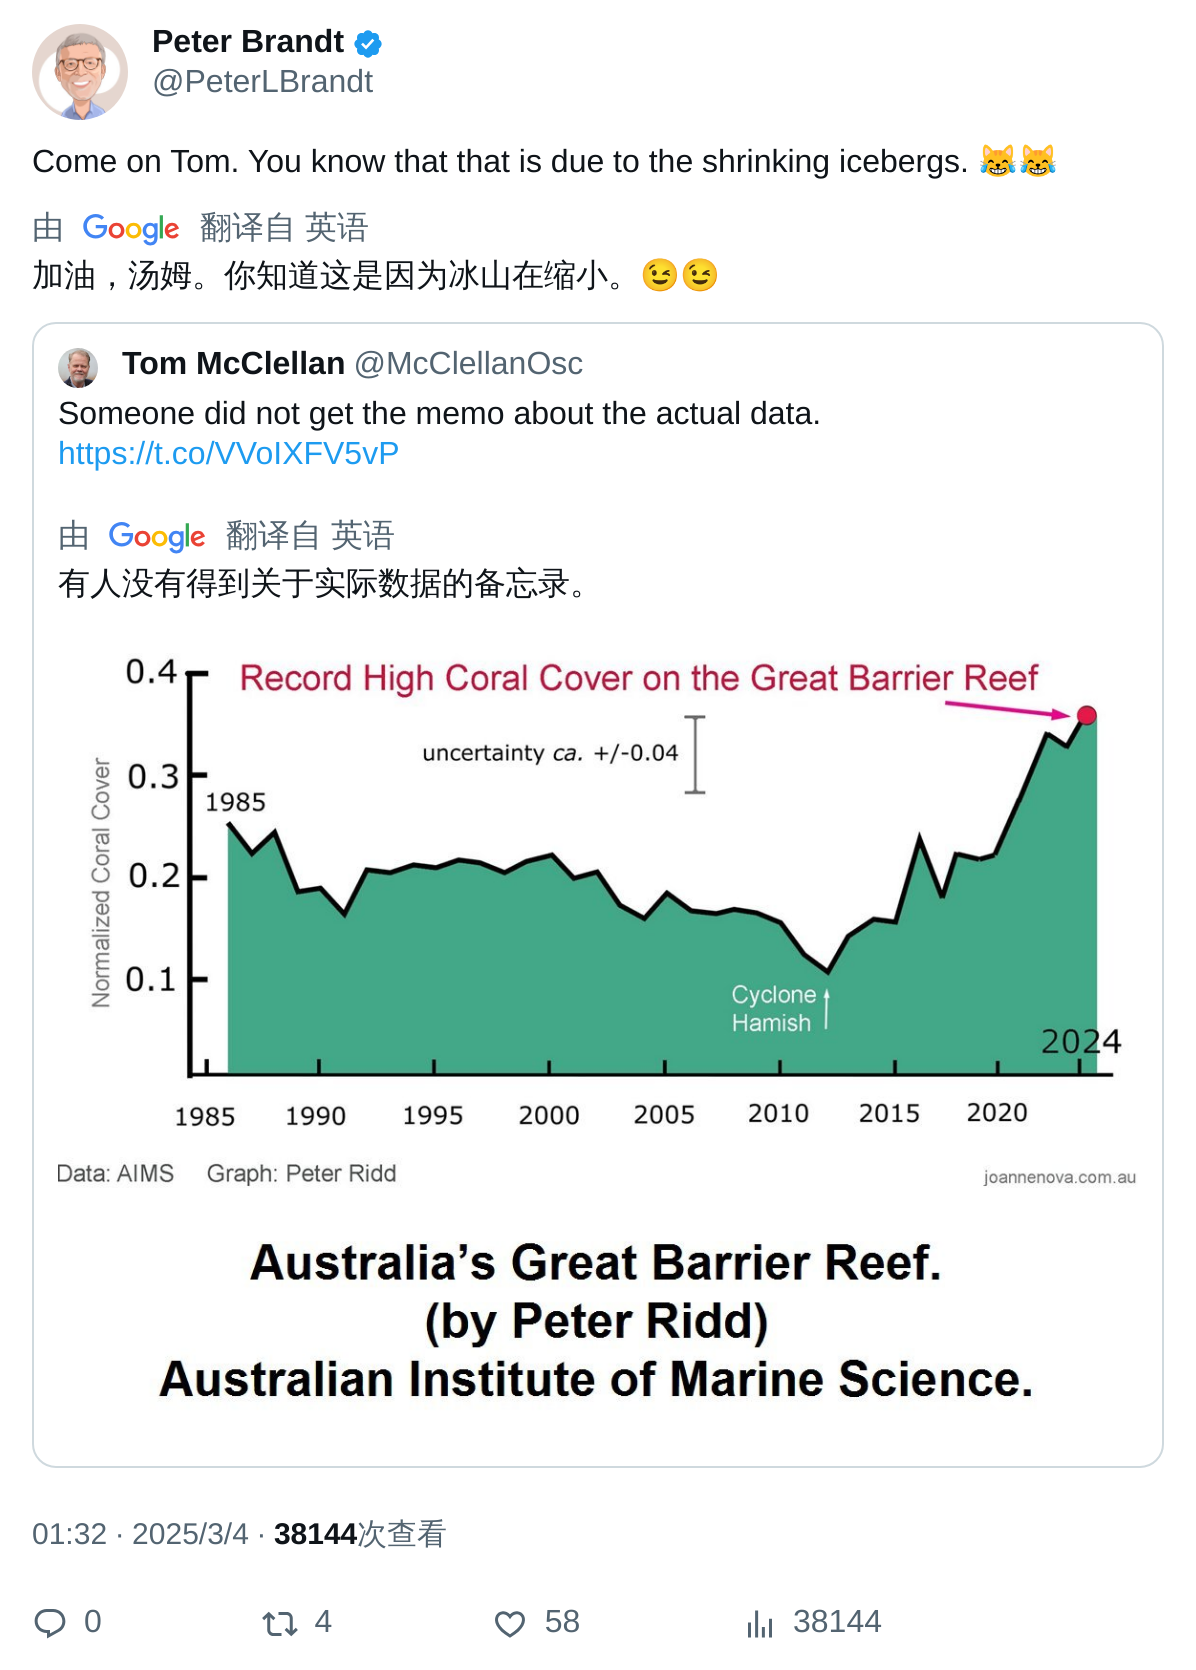 Peter Brandt
@PeterLBrandt
Come on Tom. You know that that is due to the shrinking icebergs. 😹😹
由 Google 翻译自 英语
加油，汤姆。你知道这是因为冰山在缩小。😉😉
Tom McClellan @McClellanOsc
Someone did not get the memo about the actual data.
https://t.co/VVoIXFV5vP
由 Google 翻译自 英语
有人没有得到关于实际数据的备忘录。
Record High Coral Cover on the Great Barrier Reef
uncertainty ca. +/-0.04
Normalized Coral Cover
0.4
0.3
0.2
0.1
1985
Cyclone
Hamish
2024
1985 1990 1995 2000 2005 2010 2015 2020
Data: AIMS Graph: Peter Ridd
joannenova.com.au
Australia’s Great Barrier Reef.
(by Peter Ridd)
Australian Institute of Marine Science.
01:32 · 2025/3/4 · 38144次查看
0 4 58 38144